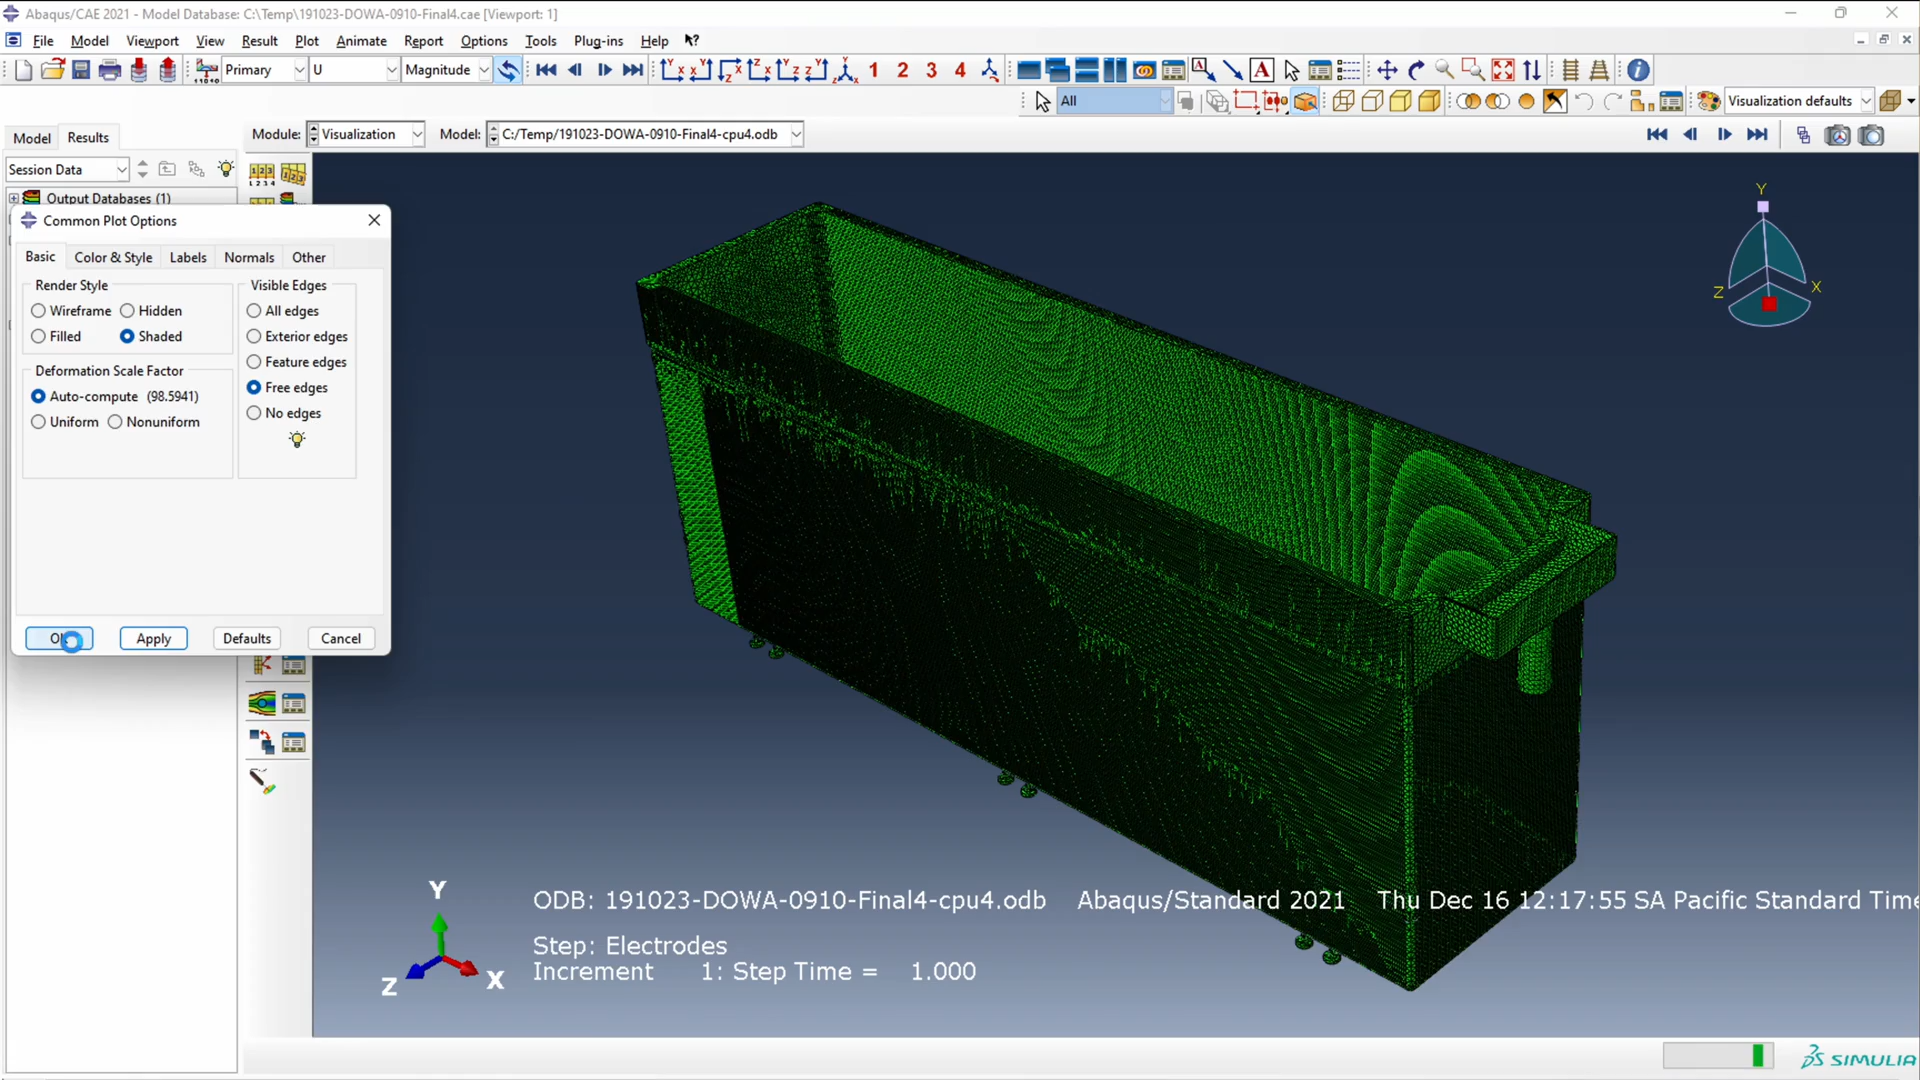 Abaqus/CAE 2021 - Model Database: C:\Temp\191023-DOWA-0910-Final4.cae [Viewport: 1]
File Model Viewport View Result Plot Animate Report Options Tools Plug-ins Help
Primary U Magnitude 1 2 3 4
All Visualization defaults
Model Results Module: Visualization Model: C:/Temp/191023-DOWA-0910-Final4-cpu4.odb
Session Data
Output Databases (1)
Common Plot Options
Basic Color & Style Labels Normals Other
Render Style
Wireframe Hidden
Filled Shaded
Deformation Scale Factor
Auto-compute (98.5941)
Uniform Nonuniform
Visible Edges
All edges
Exterior edges
Feature edges
Free edges
No edges
Apply Defaults Cancel
Y
Z X
Y
Z X
ODB: 191023-DOWA-0910-Final4-cpu4.odb Abaqus/Standard 2021 Thu Dec 16 12:17:55 SA Pacific Standard Time
Step: Electrodes
Increment 1: Step Time = 1.000
SIMULIA